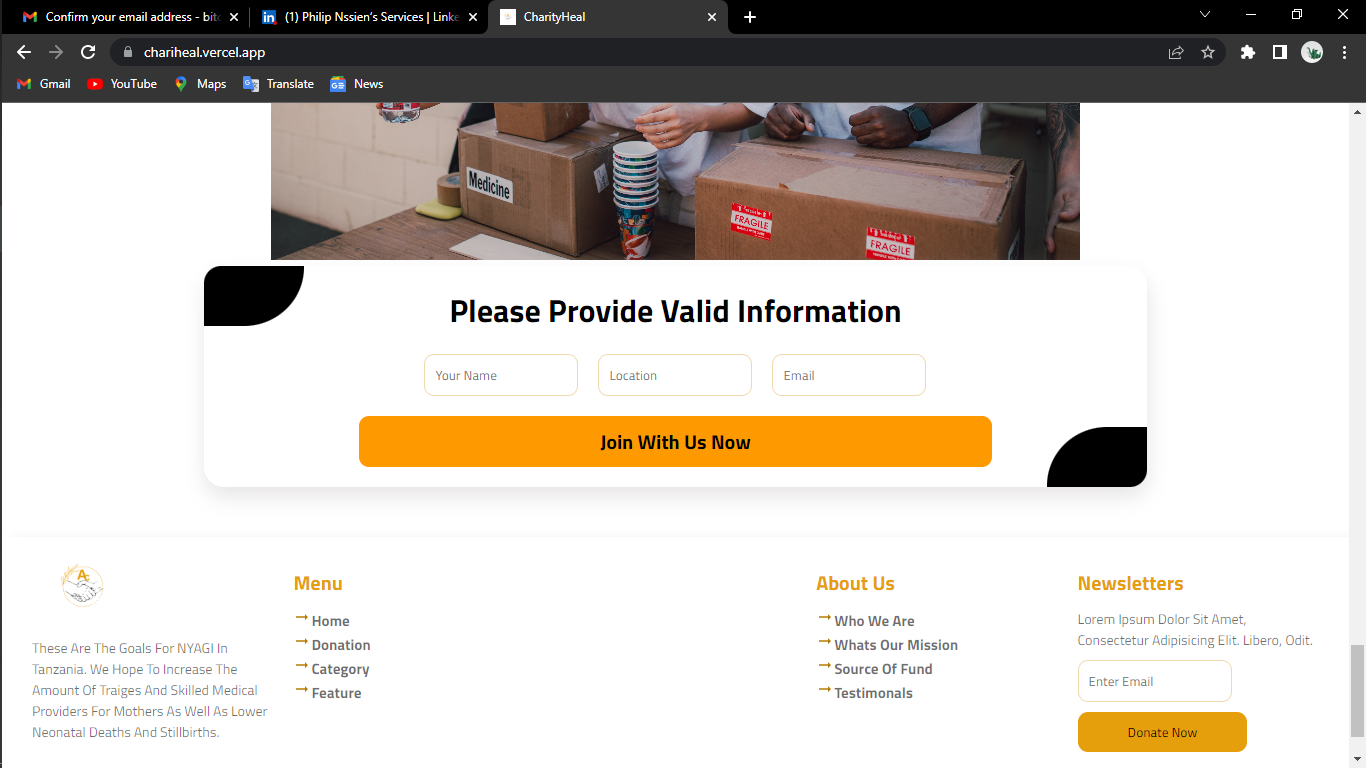 Confirm your email address - bitc
(1) Philip Nssien's Services | Linke
CharityHeal
chariheal.vercel.app
Gmail
YouTube
Maps
Translate
News
Medicine
FRAGILE
FRAGILE
Please Provide Valid Information
Your Name
Location
Email
Join With Us Now
These Are The Goals For NYAGI In
Tanzania. We Hope To Increase The
Amount Of Traiges And Skilled Medical
Providers For Mothers As Well As Lower
Neonatal Deaths And Stillbirths.
Menu
Home
Donation
Category
Feature
About Us
Who We Are
Whats Our Mission
Source Of Fund
Testimonals
Newsletters
Lorem Ipsum Dolor Sit Amet,
Consectetur Adipisicing Elit. Libero, Odit.
Enter Email
Donate Now